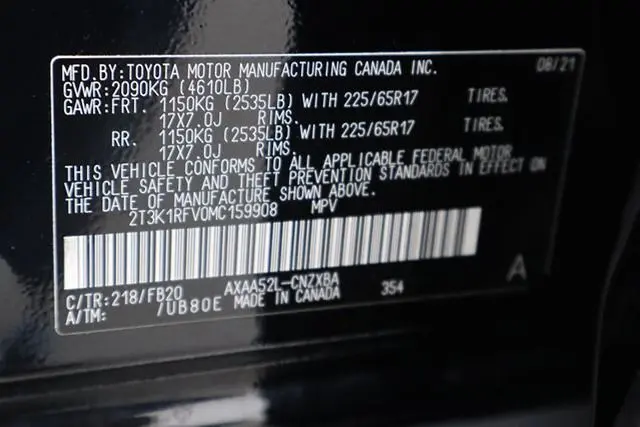 MFD.BY:TOYOTA MOTOR MANUFACTURING CANADA INC. 08/21
GVWR:2090KG (4610LB)
GAWR:FRT. 1150KG (2535LB) WITH 225/65R17 TIRES.
17X7.0J RIMS.
RR. 1150KG (2535LB) WITH 225/65R17 TIRES.
17X7.0J RIMS.
THIS VEHICLE CONFORMS TO ALL APPLICABLE FEDERAL MOTOR
VEHICLE SAFETY AND THEFT PREVENTION STANDARDS IN EFFECT ON
THE DATE OF MANUFACTURE SHOWN ABOVE.
2T3K1RFV0MC159908 MPV
C/TR:218/FB20 AXAA52L-CNZXBA 354 A
A/TM: /UB80E MADE IN CANADA